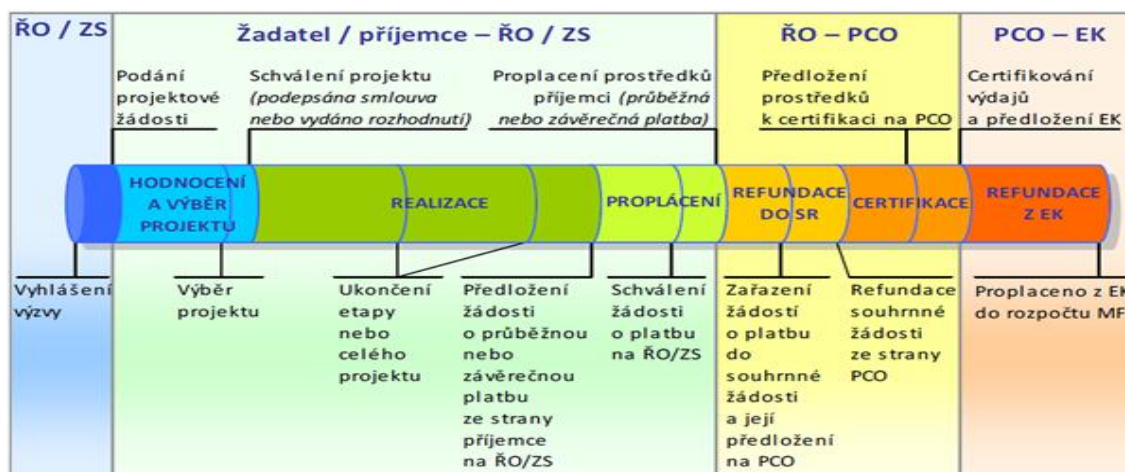 ŘO / ZS
Žadatel / příjemce – ŘO / ZS
ŘO – PCO
PCO – EK
Podání
projektové
žádosti
Schválení projektu
(podepsána smlouva
nebo vydáno rozhodnutí)
Proplacení prostředků
příjemci (průběžná
nebo závěrečná platba)
Předložení
prostředků
k certifikaci na PCO
Certifikování
výdajů
a předložení EK
HODNOCENÍ
A VÝBĚR
PROJEKTU
REALIZACE
PROPLÁCENÍ
REFUNDACE
DO SR
CERTIFIKACE
REFUNDACE
Z EK
Vyhlášení
výzvy
Výběr
projektu
Ukončení
etapy
nebo
celého
projektu
Předložení
žádosti
o průběžnou
nebo
závěrečnou
platbu
ze strany
příjemce
na ŘO/ZS
Schválení
žádosti
o platbu
na ŘO/ZS
Zařazení
žádostí
o platbu
do
souhrnné
žádosti
a její
předložení
na PCO
Refundace
souhrnné
žádosti
ze strany
PCO
Proplaceno z EK
do rozpočtu MF